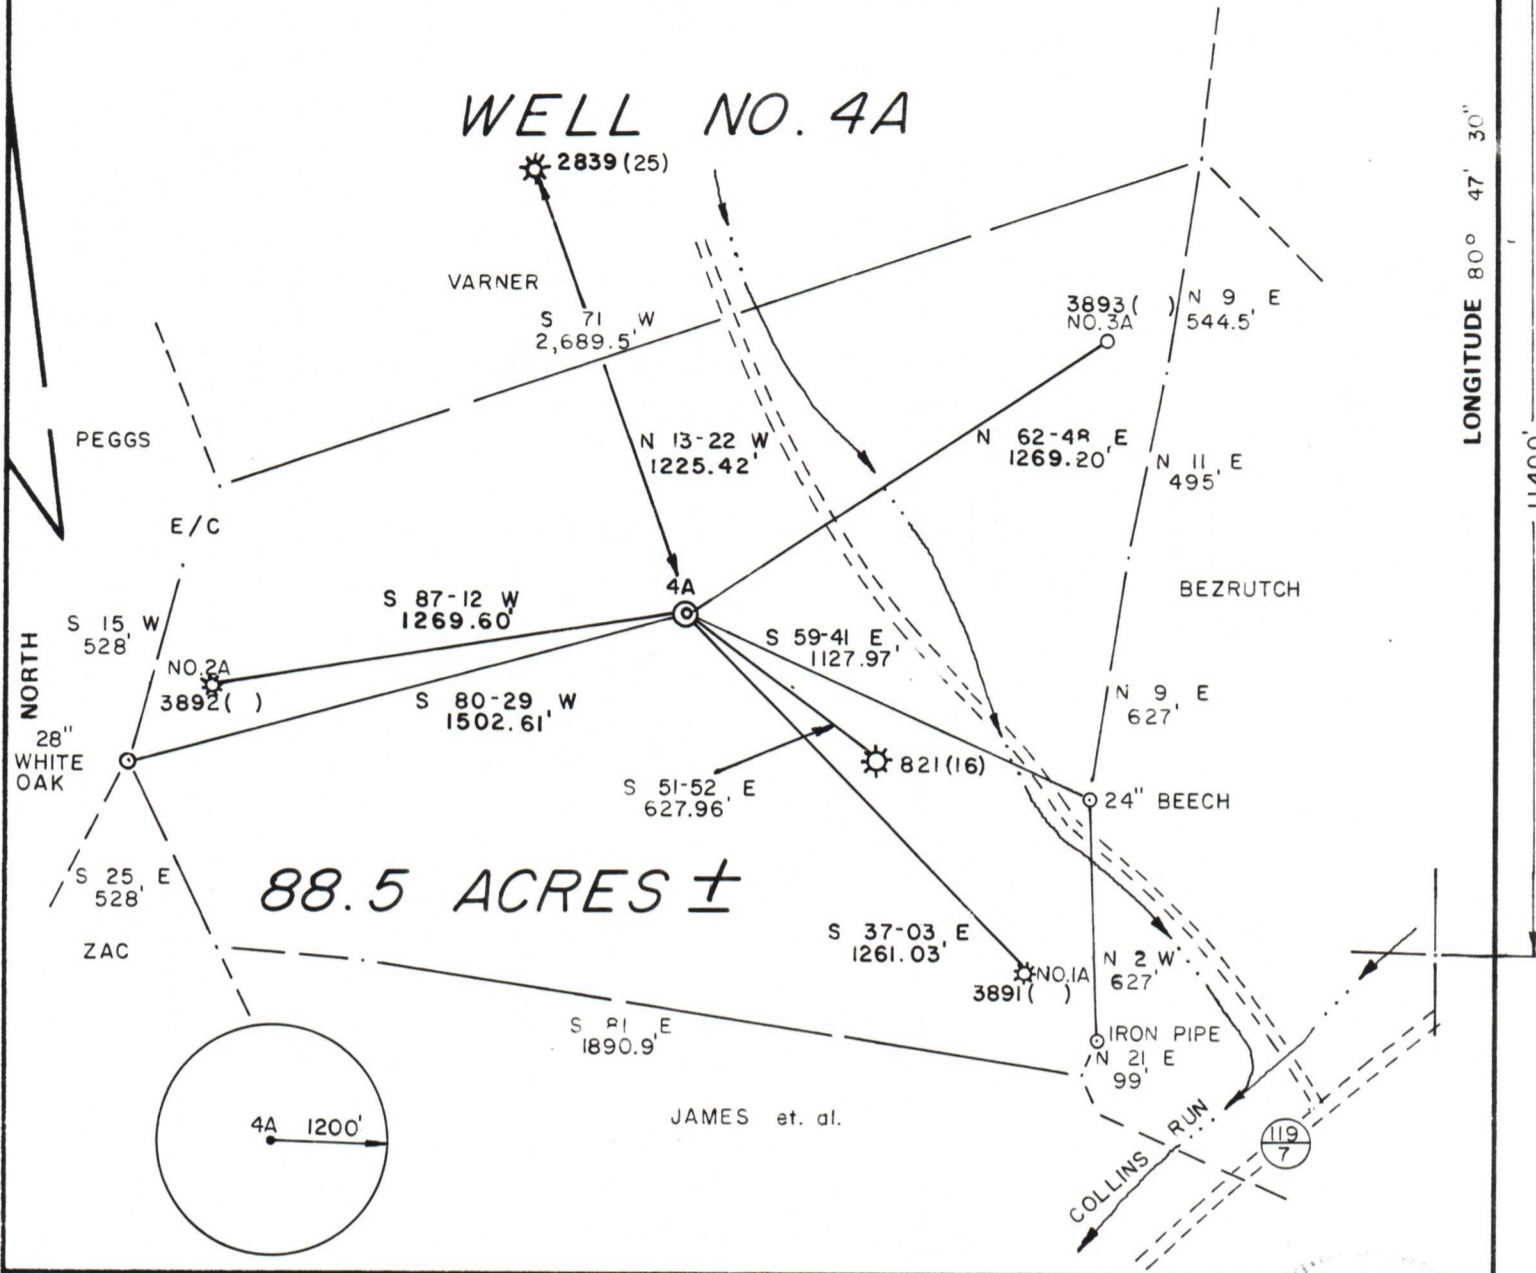 WELL NO. 4A
2839(25)
VARNER
S 71 W
2,689.5'
3893( )
NO.3A
N 9 E
544.5'
LONGITUDE 80° 47' 30"
PEGGS
N 13-22 W
1225.42'
N 62-48 E
1269.20'
N 11 E
495'
E/C
4A
BEZRUTCH
S 87-12 W
1269.60'
S 15 W
528'
S 59-41 E
1127.97'
NO.2A
3892( )
NORTH
S 80-29 W
1502.61'
N 9 E
627'
28"
WHITE
OAK
821(16)
S 51-52 E
627.96'
24" BEECH
88.5 ACRES ±
S 25 E
528'
ZAC
S 37-03 E
1261.03'
NO.1A
3891( )
N 2 W
627'
S 81 E
1890.9'
IRON PIPE
N 21 E
99'
JAMES et. al.
4A 1200'
COLLINS RUN
119
7